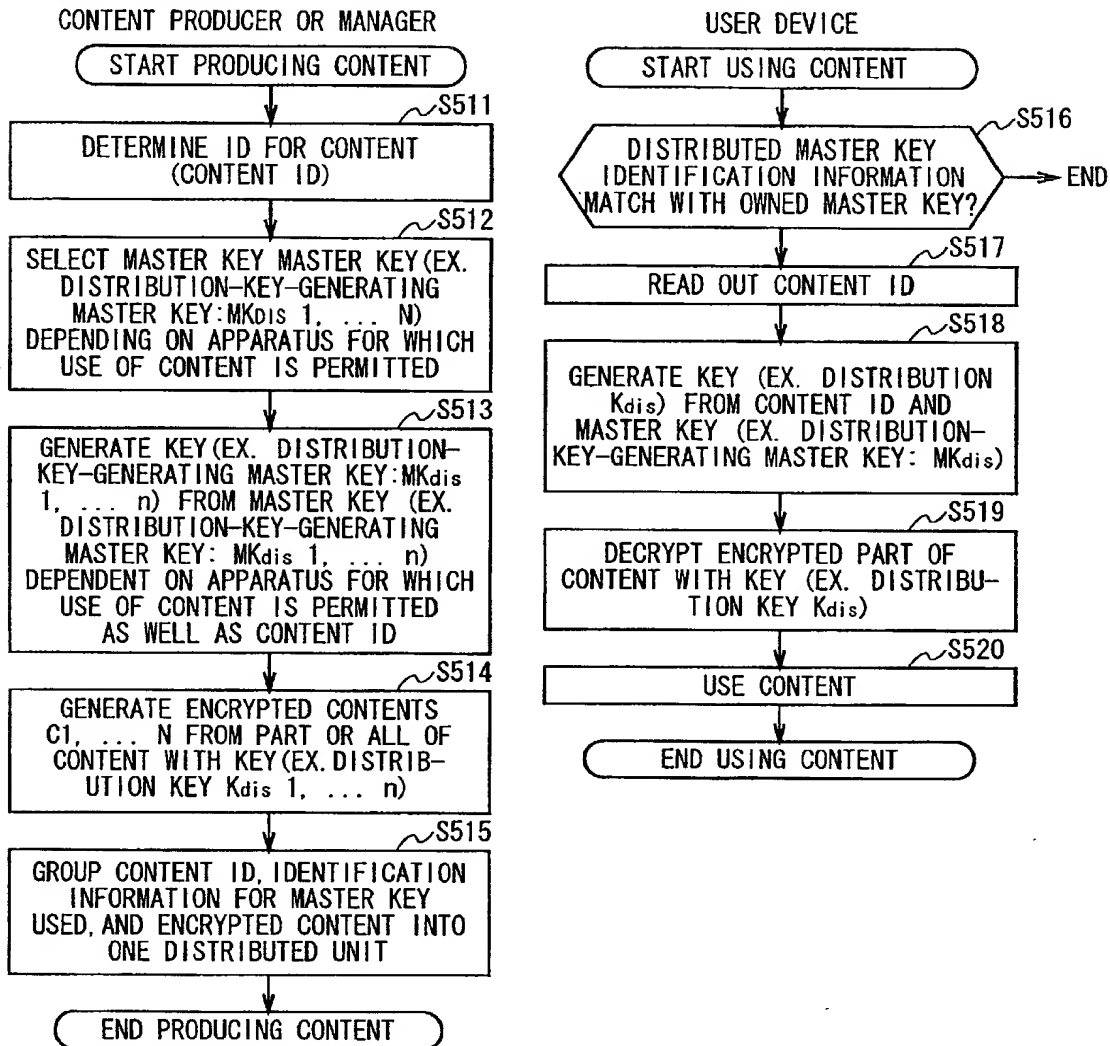 CONTENT PRODUCER OR MANAGER
START PRODUCING CONTENT
S511
DETERMINE ID FOR CONTENT
(CONTENT ID)
S512
SELECT MASTER KEY MASTER KEY(EX.
DISTRIBUTION-KEY-GENERATING
MASTER KEY:MKDIS 1, ... N)
DEPENDING ON APPARATUS FOR WHICH
USE OF CONTENT IS PERMITTED
S513
GENERATE KEY(EX. DISTRIBUTION-
KEY-GENERATING MASTER KEY:MKdis
1, ... n) FROM MASTER KEY (EX.
DISTRIBUTION-KEY-GENERATING
MASTER KEY: MKdis 1, ... n)
DEPENDENT ON APPARATUS FOR WHICH
USE OF CONTENT IS PERMITTED
AS WELL AS CONTENT ID
S514
GENERATE ENCRYPTED CONTENTS
C1, ... N FROM PART OR ALL OF
CONTENT WITH KEY(EX. DISTRIB-
UTION KEY Kdis 1, ... n)
S515
GROUP CONTENT ID, IDENTIFICATION
INFORMATION FOR MASTER KEY
USED, AND ENCRYPTED CONTENT INTO
ONE DISTRIBUTED UNIT
END PRODUCING CONTENT
USER DEVICE
START USING CONTENT
S516
DISTRIBUTED MASTER KEY
IDENTIFICATION INFORMATION
MATCH WITH OWNED MASTER KEY?
END
S517
READ OUT CONTENT ID
S518
GENERATE KEY (EX. DISTRIBUTION
Kdis) FROM CONTENT ID AND
MASTER KEY (EX. DISTRIBUTION-
KEY-GENERATING MASTER KEY: MKdis)
S519
DECRYPT ENCRYPTED PART OF
CONTENT WITH KEY (EX. DISTRIBU-
TION KEY Kdis)
S520
USE CONTENT
END USING CONTENT